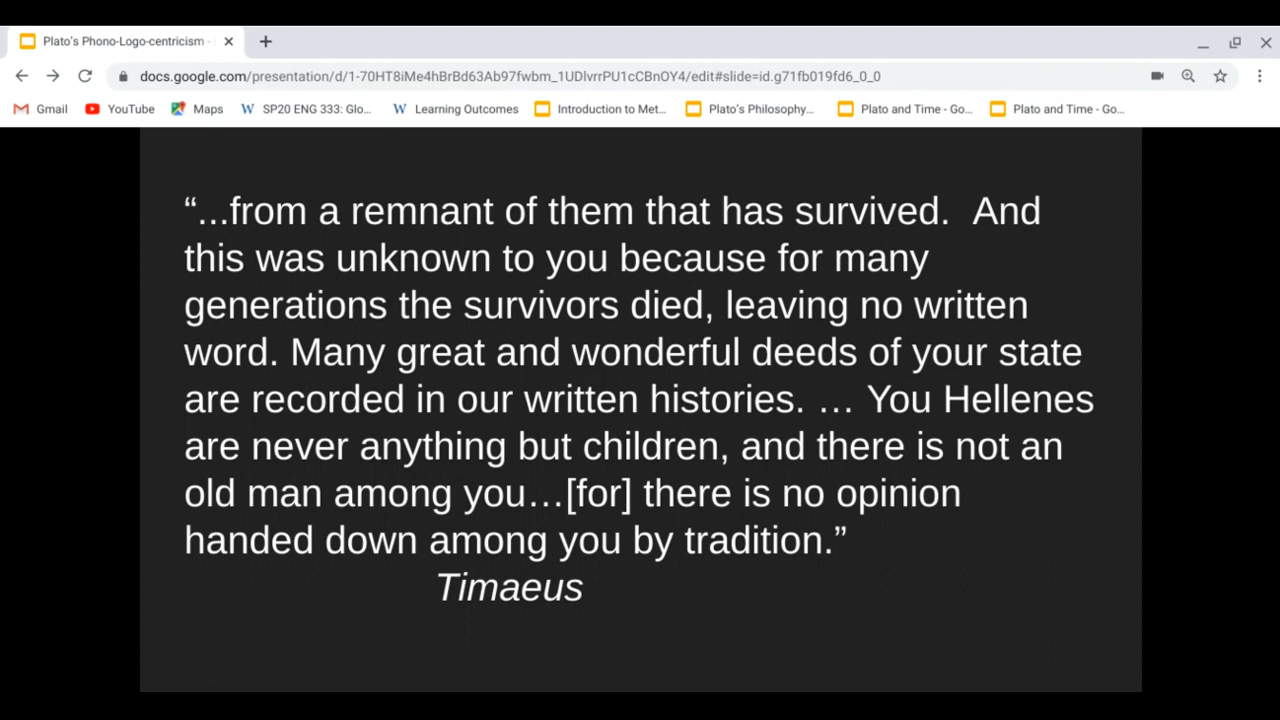 Plato's Phono-Logo-centricism -
docs.google.com/presentation/d/1-70HT8iMe4hBrBd63Ab97fwbm_1UDlvrrPU1cCBnOY4/edit#slide=id.g71fb019fd6_0_0
Gmail YouTube Maps SP20 ENG 333: Glo... Learning Outcomes Introduction to Met... Plato's Philosophy... Plato and Time - Go... Plato and Time - Go...
“...from a remnant of them that has survived.  And
this was unknown to you because for many
generations the survivors died, leaving no written
word. Many great and wonderful deeds of your state
are recorded in our written histories. … You Hellenes
are never anything but children, and there is not an
old man among you…[for] there is no opinion
handed down among you by tradition.”
Timaeus